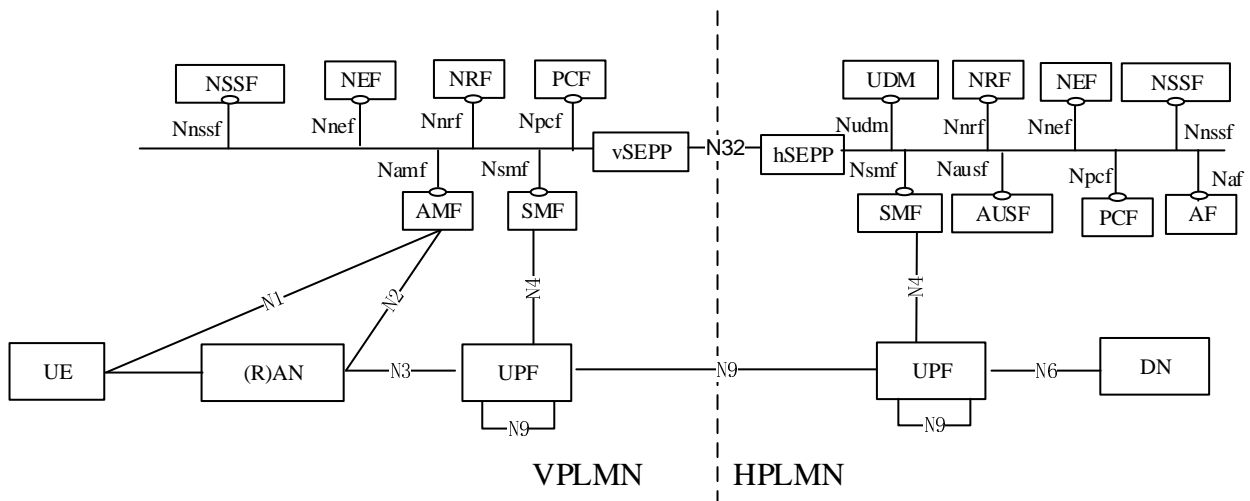 NSSF NEF NRF PCF UDM NRF NEF NSSF
Nnssf Nnef Nnrf Npcf Nudm Nnrf Nnef Nnssf
vSEPP N32 hSEPP
Namf Nsmf Nsmf Nausf Npcf Naf
AMF SMF SMF AUSF PCF AF
N1 N2 N4 N4
UE (R)AN N3 UPF N9 UPF N6 DN
N9 N9
VPLMN HPLMN